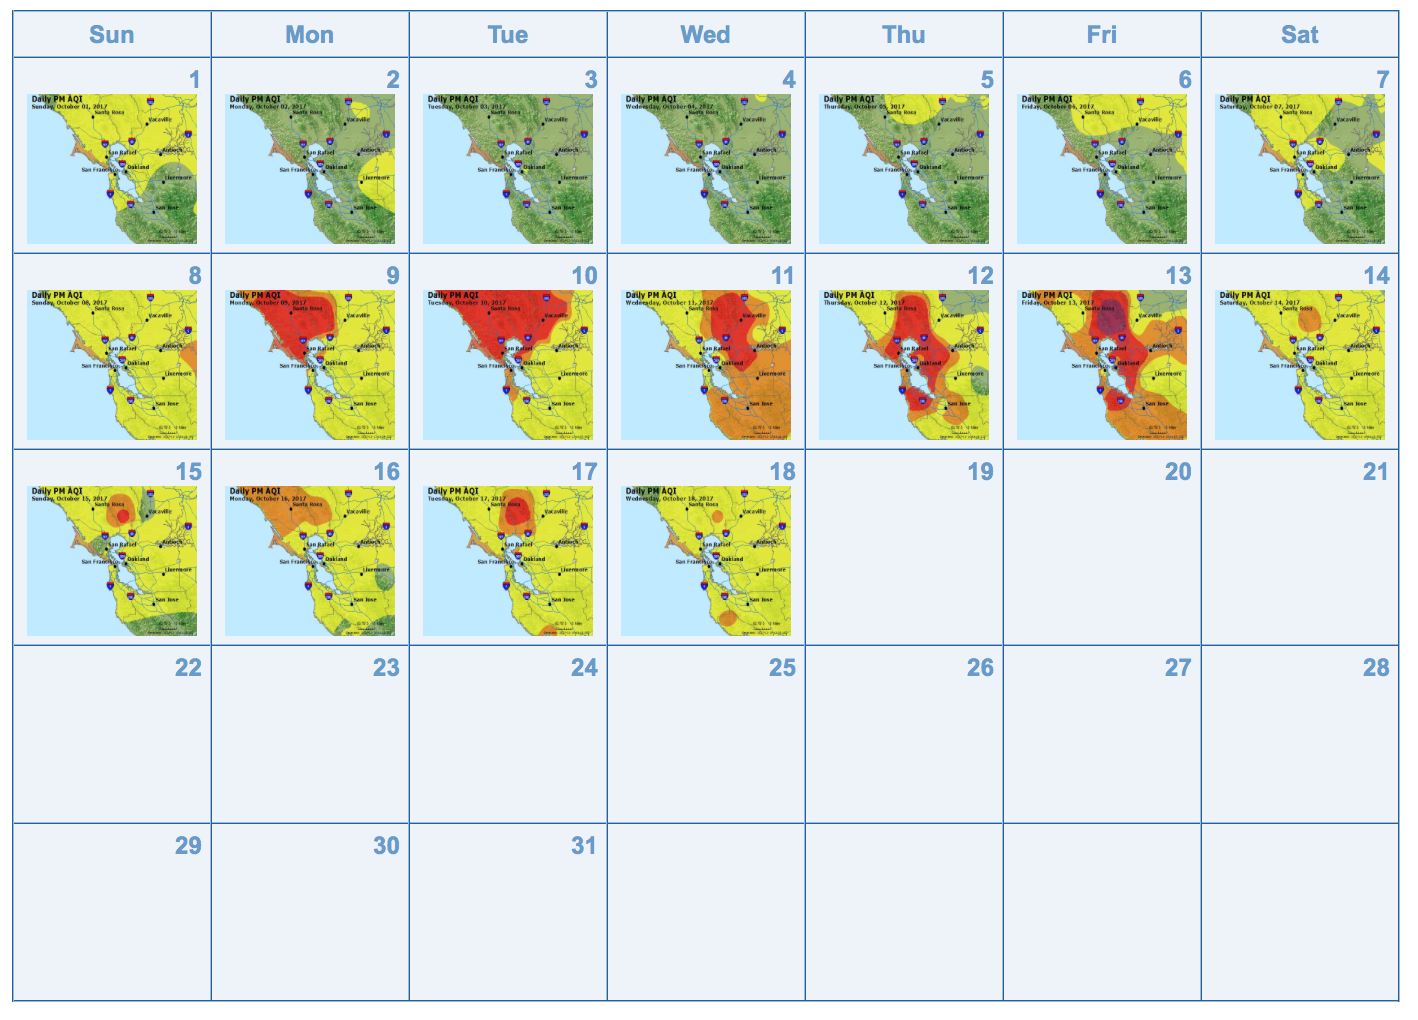 Sun Mon Tue Wed Thu Fri Sat
1 2 3 4 5 6 7
Daily PM AQI
Sunday, October 01, 2017
Santa Rosa
Vacaville
San Rafael
Antioch
Oakland
San Francisco
Livermore
San Jose
Daily PM AQI
Monday, October 02, 2017
Santa Rosa
Vacaville
San Rafael
Antioch
Oakland
San Francisco
Livermore
San Jose
Daily PM AQI
Tuesday, October 03, 2017
Santa Rosa
Vacaville
San Rafael
Antioch
Oakland
San Francisco
Livermore
San Jose
Daily PM AQI
Wednesday, October 04, 2017
Santa Rosa
Vacaville
San Rafael
Antioch
Oakland
San Francisco
Livermore
San Jose
Daily PM AQI
Thursday, October 05, 2017
Santa Rosa
Vacaville
San Rafael
Antioch
Oakland
San Francisco
Livermore
San Jose
Daily PM AQI
Friday, October 06, 2017
Santa Rosa
Vacaville
San Rafael
Antioch
Oakland
San Francisco
Livermore
San Jose
Daily PM AQI
Saturday, October 07, 2017
Santa Rosa
Vacaville
San Rafael
Antioch
Oakland
San Francisco
Livermore
San Jose
8 9 10 11 12 13 14
Daily PM AQI
Sunday, October 08, 2017
Santa Rosa
Vacaville
San Rafael
Antioch
Oakland
San Francisco
Livermore
San Jose
Daily PM AQI
Monday, October 09, 2017
Santa Rosa
Vacaville
San Rafael
Antioch
Oakland
San Francisco
Livermore
San Jose
Daily PM AQI
Tuesday, October 10, 2017
Santa Rosa
Vacaville
San Rafael
Antioch
Oakland
San Francisco
Livermore
San Jose
Daily PM AQI
Wednesday, October 11, 2017
Santa Rosa
Vacaville
San Rafael
Antioch
Oakland
San Francisco
Livermore
San Jose
Daily PM AQI
Thursday, October 12, 2017
Santa Rosa
Vacaville
San Rafael
Antioch
Oakland
San Francisco
Livermore
San Jose
Daily PM AQI
Friday, October 13, 2017
Santa Rosa
Vacaville
San Rafael
Antioch
Oakland
San Francisco
Livermore
San Jose
Daily PM AQI
Saturday, October 14, 2017
Santa Rosa
Vacaville
San Rafael
Antioch
Oakland
San Francisco
Livermore
San Jose
15 16 17 18 19 20 21
Daily PM AQI
Sunday, October 15, 2017
Santa Rosa
Vacaville
San Rafael
Antioch
Oakland
San Francisco
Livermore
San Jose
Daily PM AQI
Monday, October 16, 2017
Santa Rosa
Vacaville
San Rafael
Antioch
Oakland
San Francisco
Livermore
San Jose
Daily PM AQI
Tuesday, October 17, 2017
Santa Rosa
Vacaville
San Rafael
Antioch
Oakland
San Francisco
Livermore
San Jose
Daily PM AQI
Wednesday, October 18, 2017
Santa Rosa
Vacaville
San Rafael
Antioch
Oakland
San Francisco
Livermore
San Jose
22 23 24 25 26 27 28
29 30 31